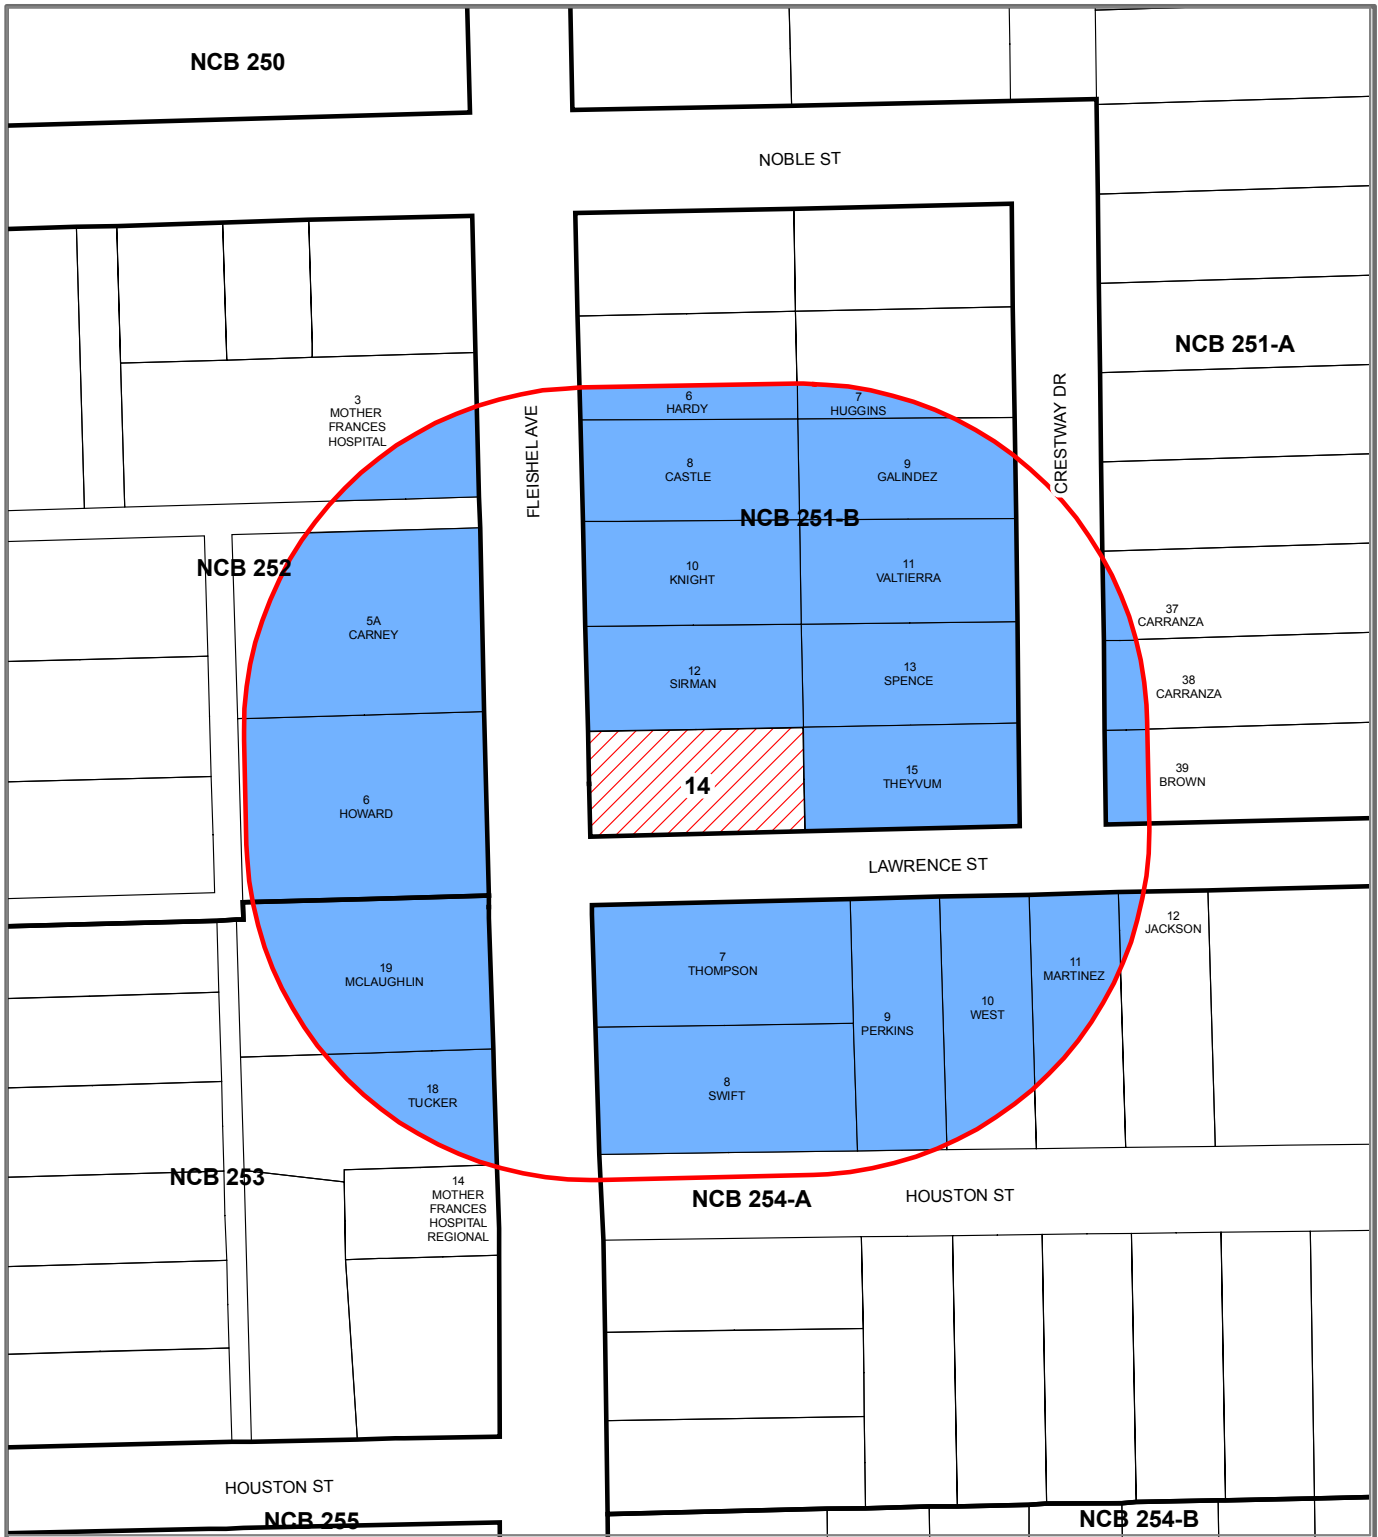 NCB 250
NOBLE ST
NCB 251-A
CRESTWAY DR
FLEISHEL AVE
3
MOTHER
FRANCES
HOSPITAL
6
HARDY
7
HUGGINS
8
CASTLE
9
GALINDEZ
NCB 251-B
NCB 252
10
KNIGHT
11
VALTIERRA
5A
CARNEY
37
CARRANZA
12
SIRMAN
13
SPENCE
38
CARRANZA
14
15
THEYVUM
39
BROWN
6
HOWARD
LAWRENCE ST
12
JACKSON
19
MCLAUGHLIN
7
THOMPSON
11
MARTINEZ
10
WEST
9
PERKINS
18
TUCKER
8
SWIFT
NCB 253
14
MOTHER
FRANCES
HOSPITAL
REGIONAL
NCB 254-A
HOUSTON ST
HOUSTON ST
NCB 255
NCB 254-B